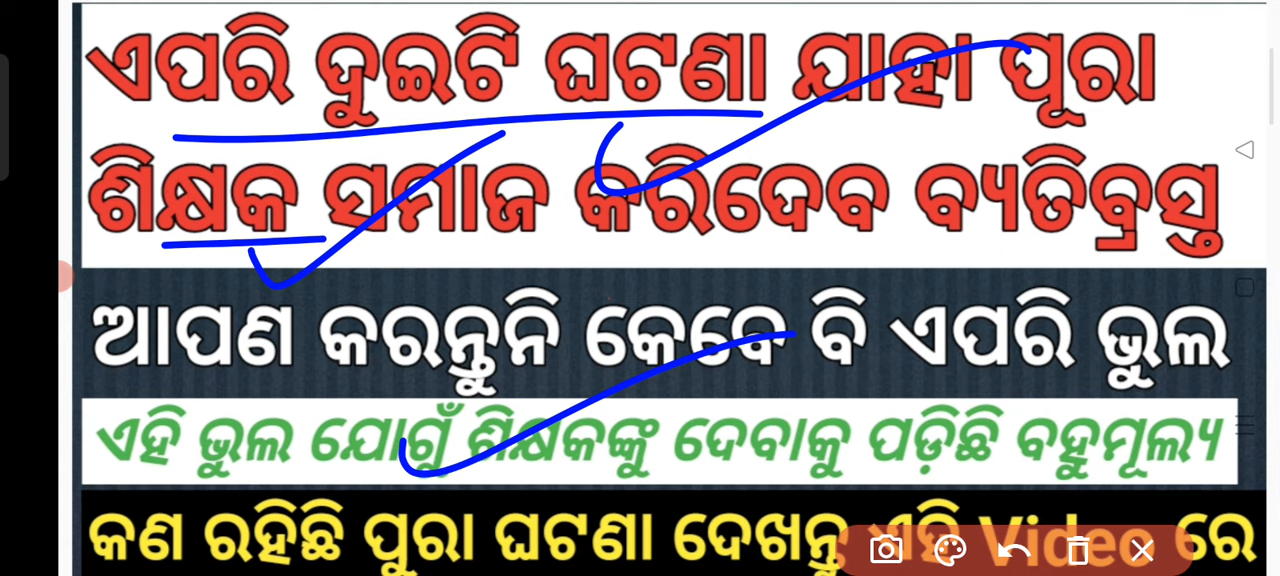 ଏପରି ଦୁଇଟି ଘଟଣା ଯାହା ପୂରା
ଶିକ୍ଷକ ସମାଜ କରିଦେବ ବ୍ୟତିବ୍ରସ୍ତ
ଆପଣ କରନ୍ତୁନି କେବେ ବି ଏପରି ଭୁଲ
ଏହି ଭୁଲ ଯୋଗୁଁ ଶିକ୍ଷକଙ୍କୁ ଦେବାକୁ ପଡ଼ିଛି ବହୁମୂଲ୍ୟ
କଣ ରହିଛି ପୁରା ଘଟଣା ଦେଖନ୍ତୁ ଏହି Video ରେ